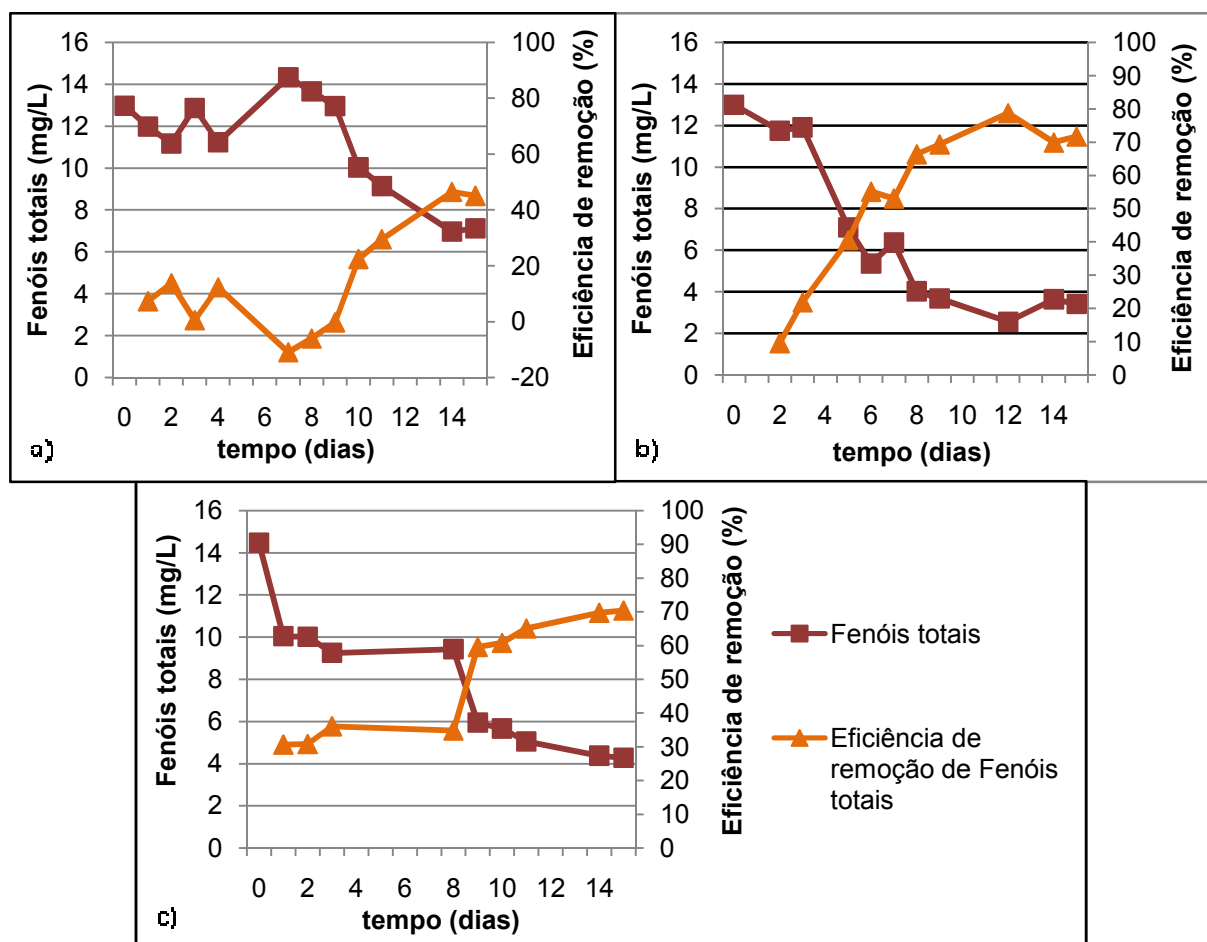 Fenóis totais (mg/L)
16
14
12
10
8
6
4
2
0
100
80
60
40
20
0
-20
Eficiência de remoção (%)
0 2 4 6 8 10 12 14
tempo (dias)
a)
Fenóis totais (mg/L)
16
14
12
10
8
6
4
2
0
100
90
80
70
60
50
40
30
20
10
0
Eficiência de remoção (%)
0 2 4 6 8 10 12 14
tempo (dias)
b)
Fenóis totais (mg/L)
16
14
12
10
8
6
4
2
0
100
90
80
70
60
50
40
30
20
10
0
Eficiência de remoção (%)
0 2 4 6 8 10 12 14
tempo (dias)
c)
Fenóis totais
Eficiência de
remoção de Fenóis
totais